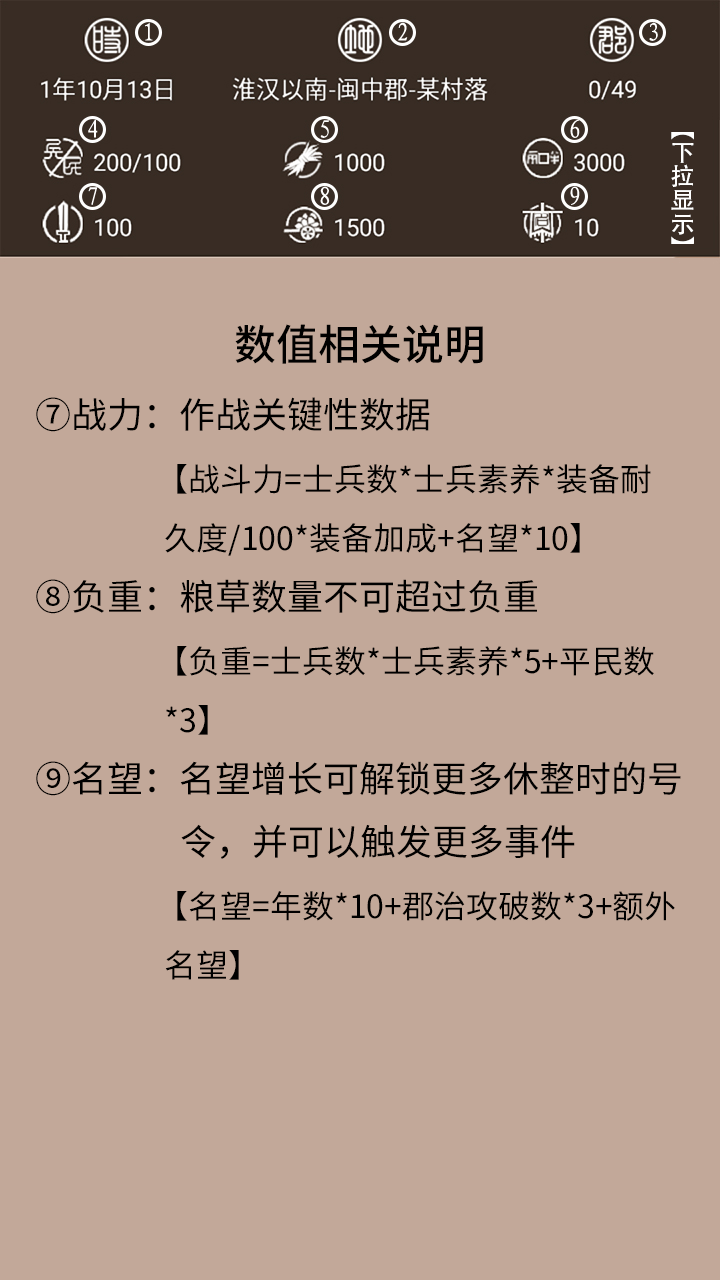 時 ① 地 ② 郡 ③
1年10月13日 淮汉以南-闽中郡-某村落 0/49
④ ⑤ ⑥
兵民 200/100 1000 3000
⑦ ⑧ ⑨
100 1500 10
【下拉显示】
数值相关说明
⑦战力：作战关键性数据
【战斗力=士兵数*士兵素养*装备耐
久度/100*装备加成+名望*10】
⑧负重：粮草数量不可超过负重
【负重=士兵数*士兵素养*5+平民数
*3】
⑨名望：名望增长可解锁更多休整时的号
令，并可以触发更多事件
【名望=年数*10+郡治攻破数*3+额外
名望】